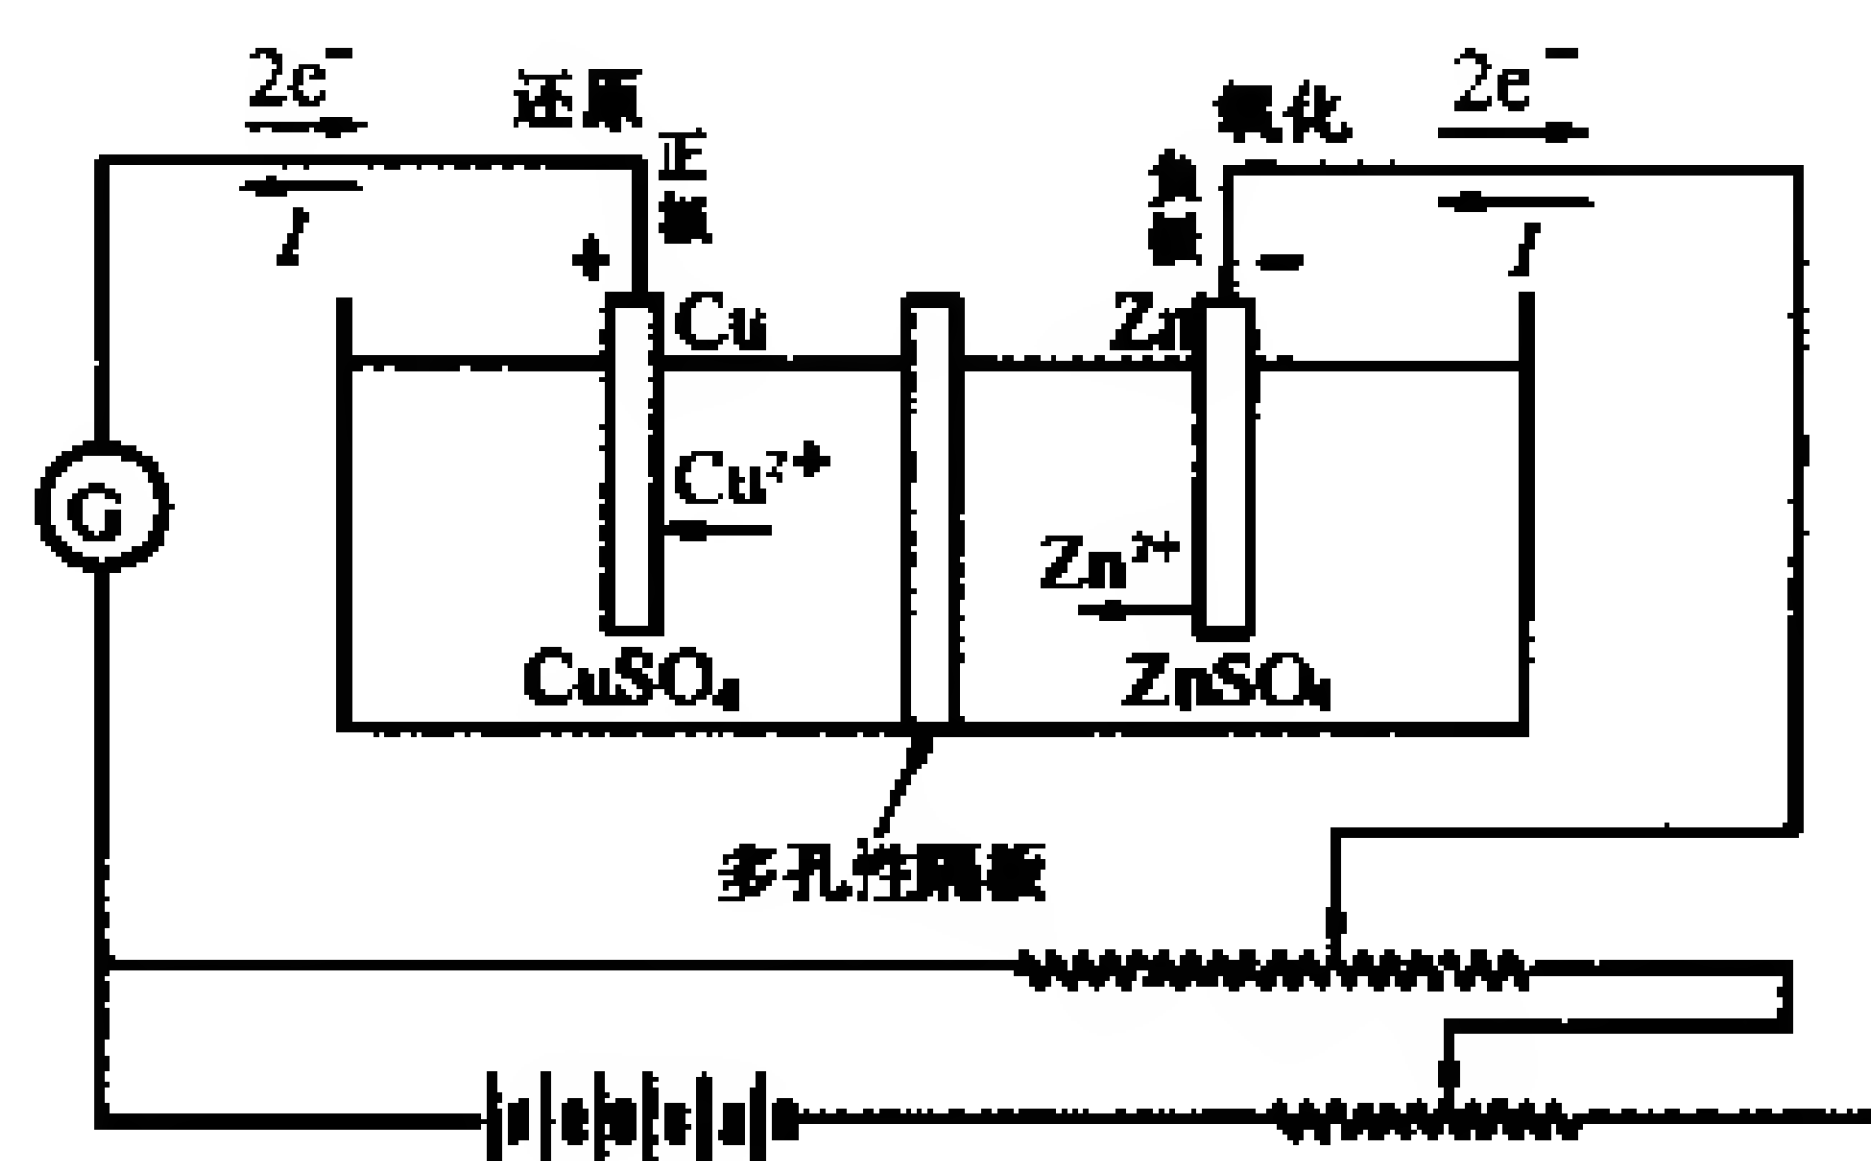 2e⁻
还原
氧化
2e⁻
正极
负极
I
+
−
I
Cu
Zn
Cu²⁺
G
Zn²⁺
CuSO₄
ZnSO₄
多孔性隔板